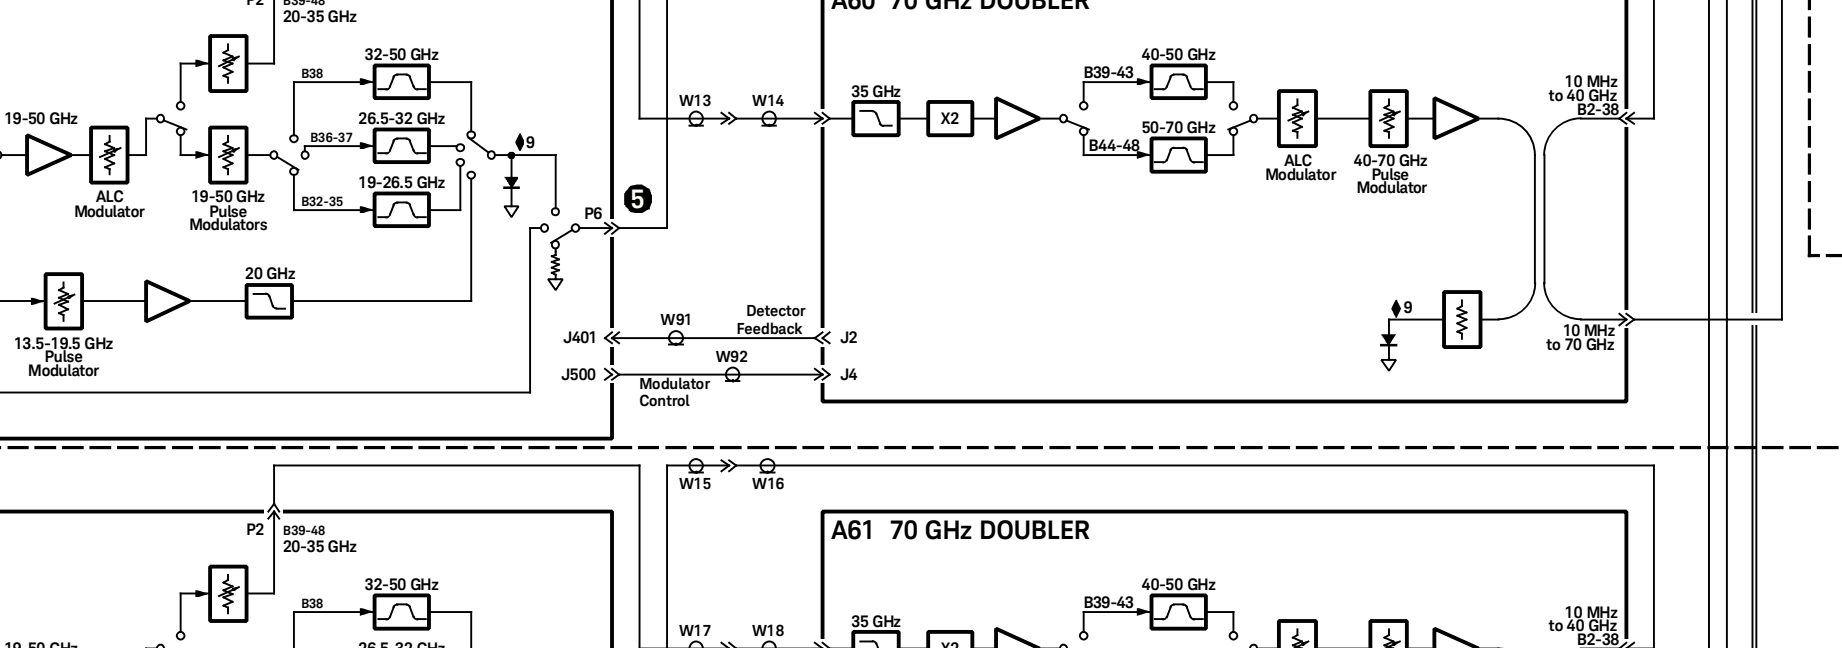 P2
B39-48
20-35 GHz
A60 70 GHz DOUBLER
19-50 GHz
ALC
Modulator
19-50 GHz
Pulse
Modulators
B38
32-50 GHz
B36-37
26.5-32 GHz
B32-35
19-26.5 GHz
9
P6
5
13.5-19.5 GHz
Pulse
Modulator
20 GHz
W13
W14
35 GHz
X2
B39-43
40-50 GHz
B44-48
50-70 GHz
ALC
Modulator
40-70 GHz
Pulse
Modulator
10 MHz
to 40 GHz
B2-38
9
10 MHz
to 70 GHz
J401
W91
Detector
Feedback
J2
J500
W92
Modulator
Control
J4
W15
W16
P2
B39-48
20-35 GHz
A61 70 GHz DOUBLER
B38
32-50 GHz
19-50 GHz
26.5-32 GHz
W17
W18
35 GHz
X2
B39-43
40-50 GHz
10 MHz
to 40 GHz
B2-38